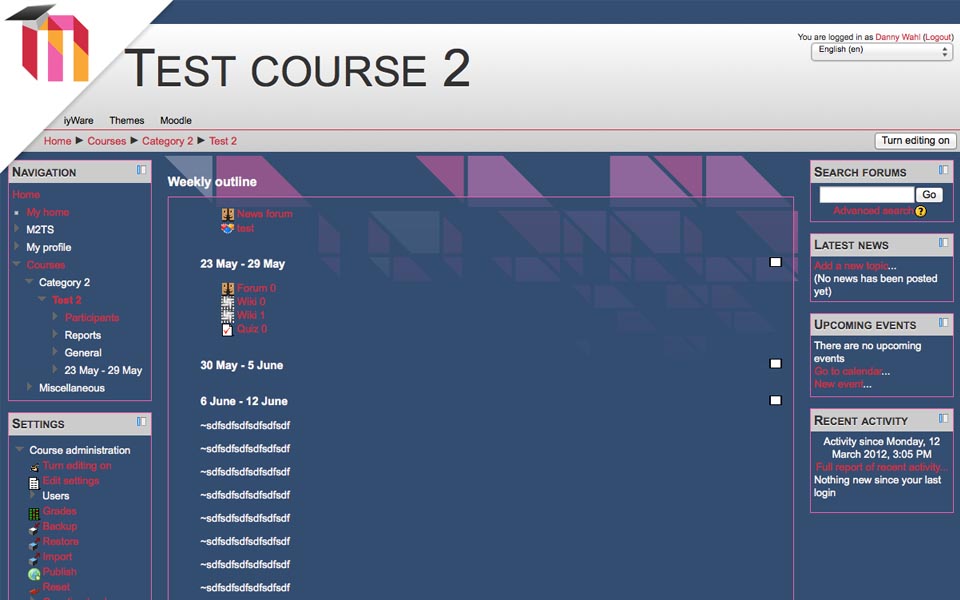 You are logged in as Danny Wahl (Logout)
English (en)
TEST COURSE 2
iyWare Themes Moodle
Home ► Courses ► Category 2 ► Test 2
Turn editing on
NAVIGATION
Home
My home
M2TS
My profile
Courses
Category 2
Test 2
Participants
Reports
General
23 May - 29 May
Miscellaneous
SETTINGS
Course administration
Turn editing on
Edit settings
Users
Grades
Backup
Restore
Import
Publish
Reset
Weekly outline
News forum
test
23 May - 29 May
Forum 0
Wiki 0
Wiki 1
Quiz 0
30 May - 5 June
6 June - 12 June
~sdfsdfsdfsdfsdfsdf
~sdfsdfsdfsdfsdfsdf
~sdfsdfsdfsdfsdfsdf
~sdfsdfsdfsdfsdfsdf
~sdfsdfsdfsdfsdfsdf
~sdfsdfsdfsdfsdfsdf
~sdfsdfsdfsdfsdfsdf
~sdfsdfsdfsdfsdfsdf
SEARCH FORUMS
Go
Advanced search
LATEST NEWS
Add a new topic...
(No news has been posted
yet)
UPCOMING EVENTS
There are no upcoming
events
Go to calendar...
New event...
RECENT ACTIVITY
Activity since Monday, 12
March 2012, 3:05 PM
Full report of recent activity...
Nothing new since your last
login